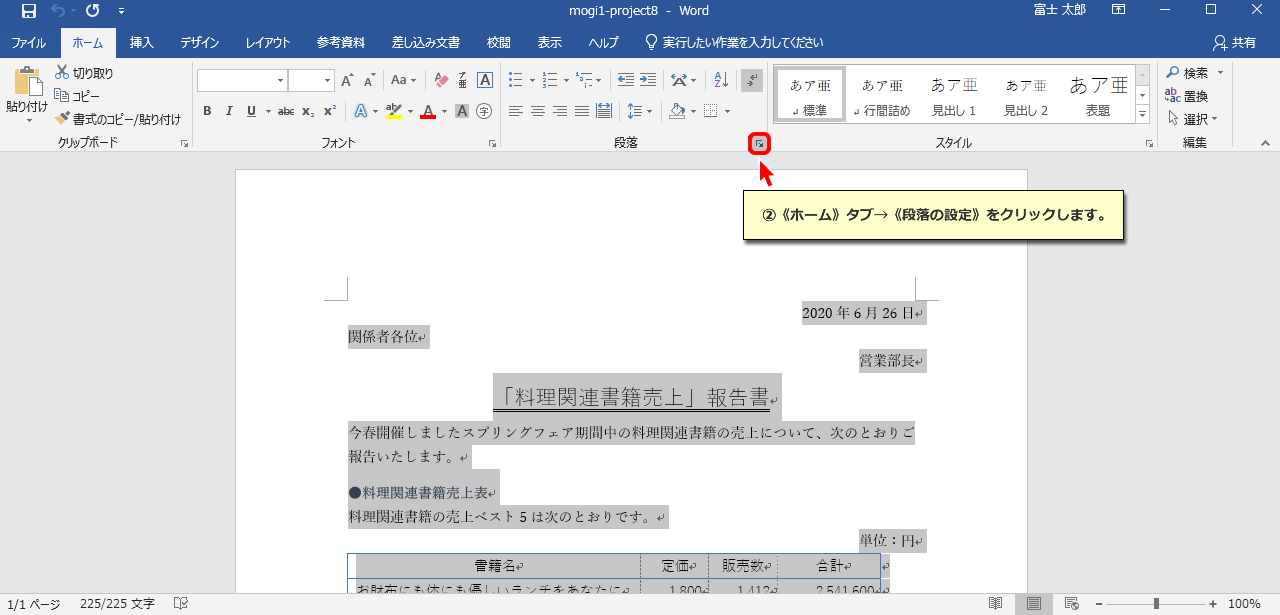 mogi1-project8 - Word
富士 太郎
ファイル ホーム 挿入 デザイン レイアウト 参考資料 差し込み文書 校閲 表示 ヘルプ 実行したい作業を入力してください 共有
貼り付け
切り取り
コピー
書式のコピー/貼り付け
クリップボード
Aa
A
B I U abc x₂ x² A ab A A 字
フォント
段落
あア亜 あア亜 あア亜 あア亜 あア亜
↲ 標準 ↲ 行間詰め 見出し 1 見出し 2 表題
スタイル
検索
置換
選択
編集
②《ホーム》タブ→《段落の設定》をクリックします。
2020 年 6 月 26 日↲
関係者各位↲
営業部長↲
「料理関連書籍売上」報告書↲
今春開催しましたスプリングフェア期間中の料理関連書籍の売上について、次のとおりご
報告いたします。↲
●料理関連書籍売上表↲
料理関連書籍の売上ベスト 5 は次のとおりです。↲
単位：円↲
書籍名↲ 定価↲ 販売数↲ 合計↲ ↲
お財布にも体にも優しいランチをあなたに↲ 1,800↲ 1,412↲ 2,541,600↲
1/1 ページ 225/225 文字 100%